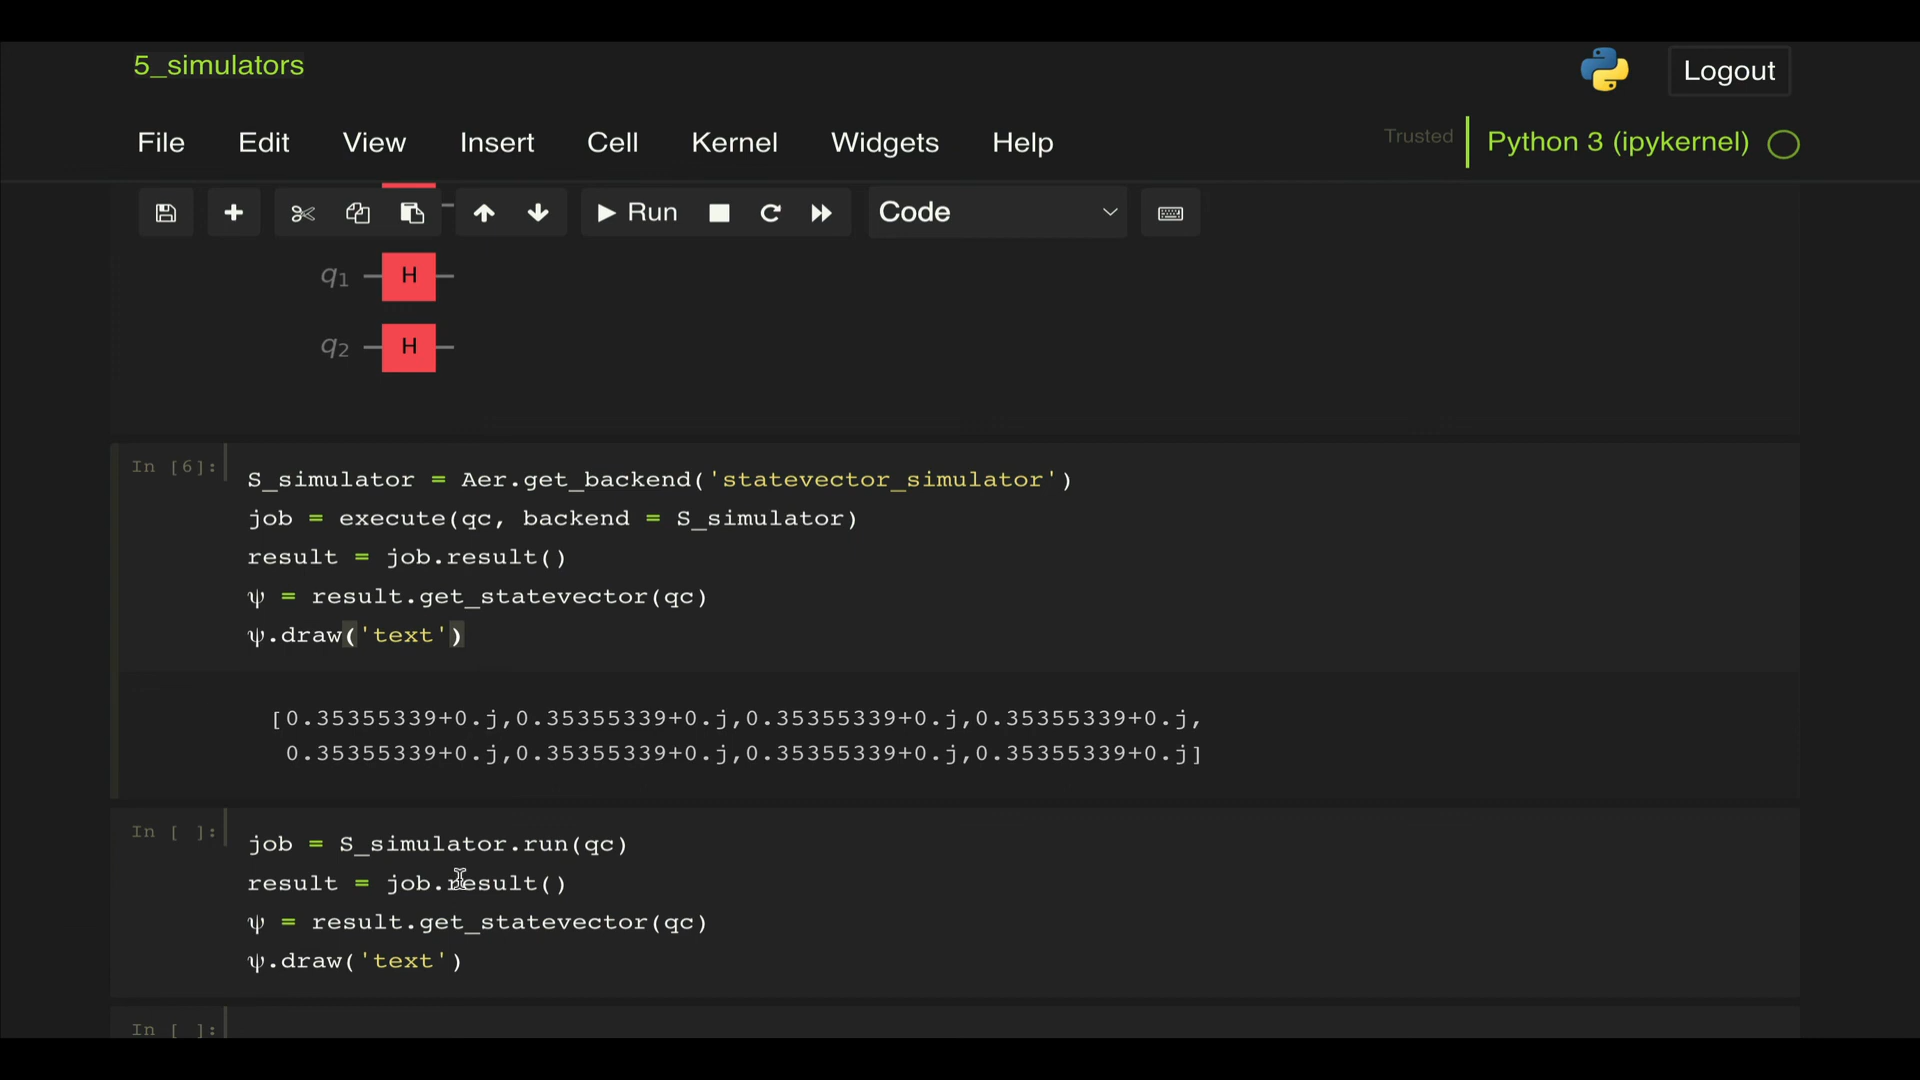 5_simulators
Logout
File Edit View Insert Cell Kernel Widgets Help
Trusted
Python 3 (ipykernel)
Run
Code
q1 H
q2 H
In [6]:
S_simulator = Aer.get_backend('statevector_simulator')
job = execute(qc, backend = S_simulator)
result = job.result()
ψ = result.get_statevector(qc)
ψ.draw('text')
[0.35355339+0.j,0.35355339+0.j,0.35355339+0.j,0.35355339+0.j,
0.35355339+0.j,0.35355339+0.j,0.35355339+0.j,0.35355339+0.j]
In [ ]:
job = S_simulator.run(qc)
result = job.result()
ψ = result.get_statevector(qc)
ψ.draw('text')
In [ ]: